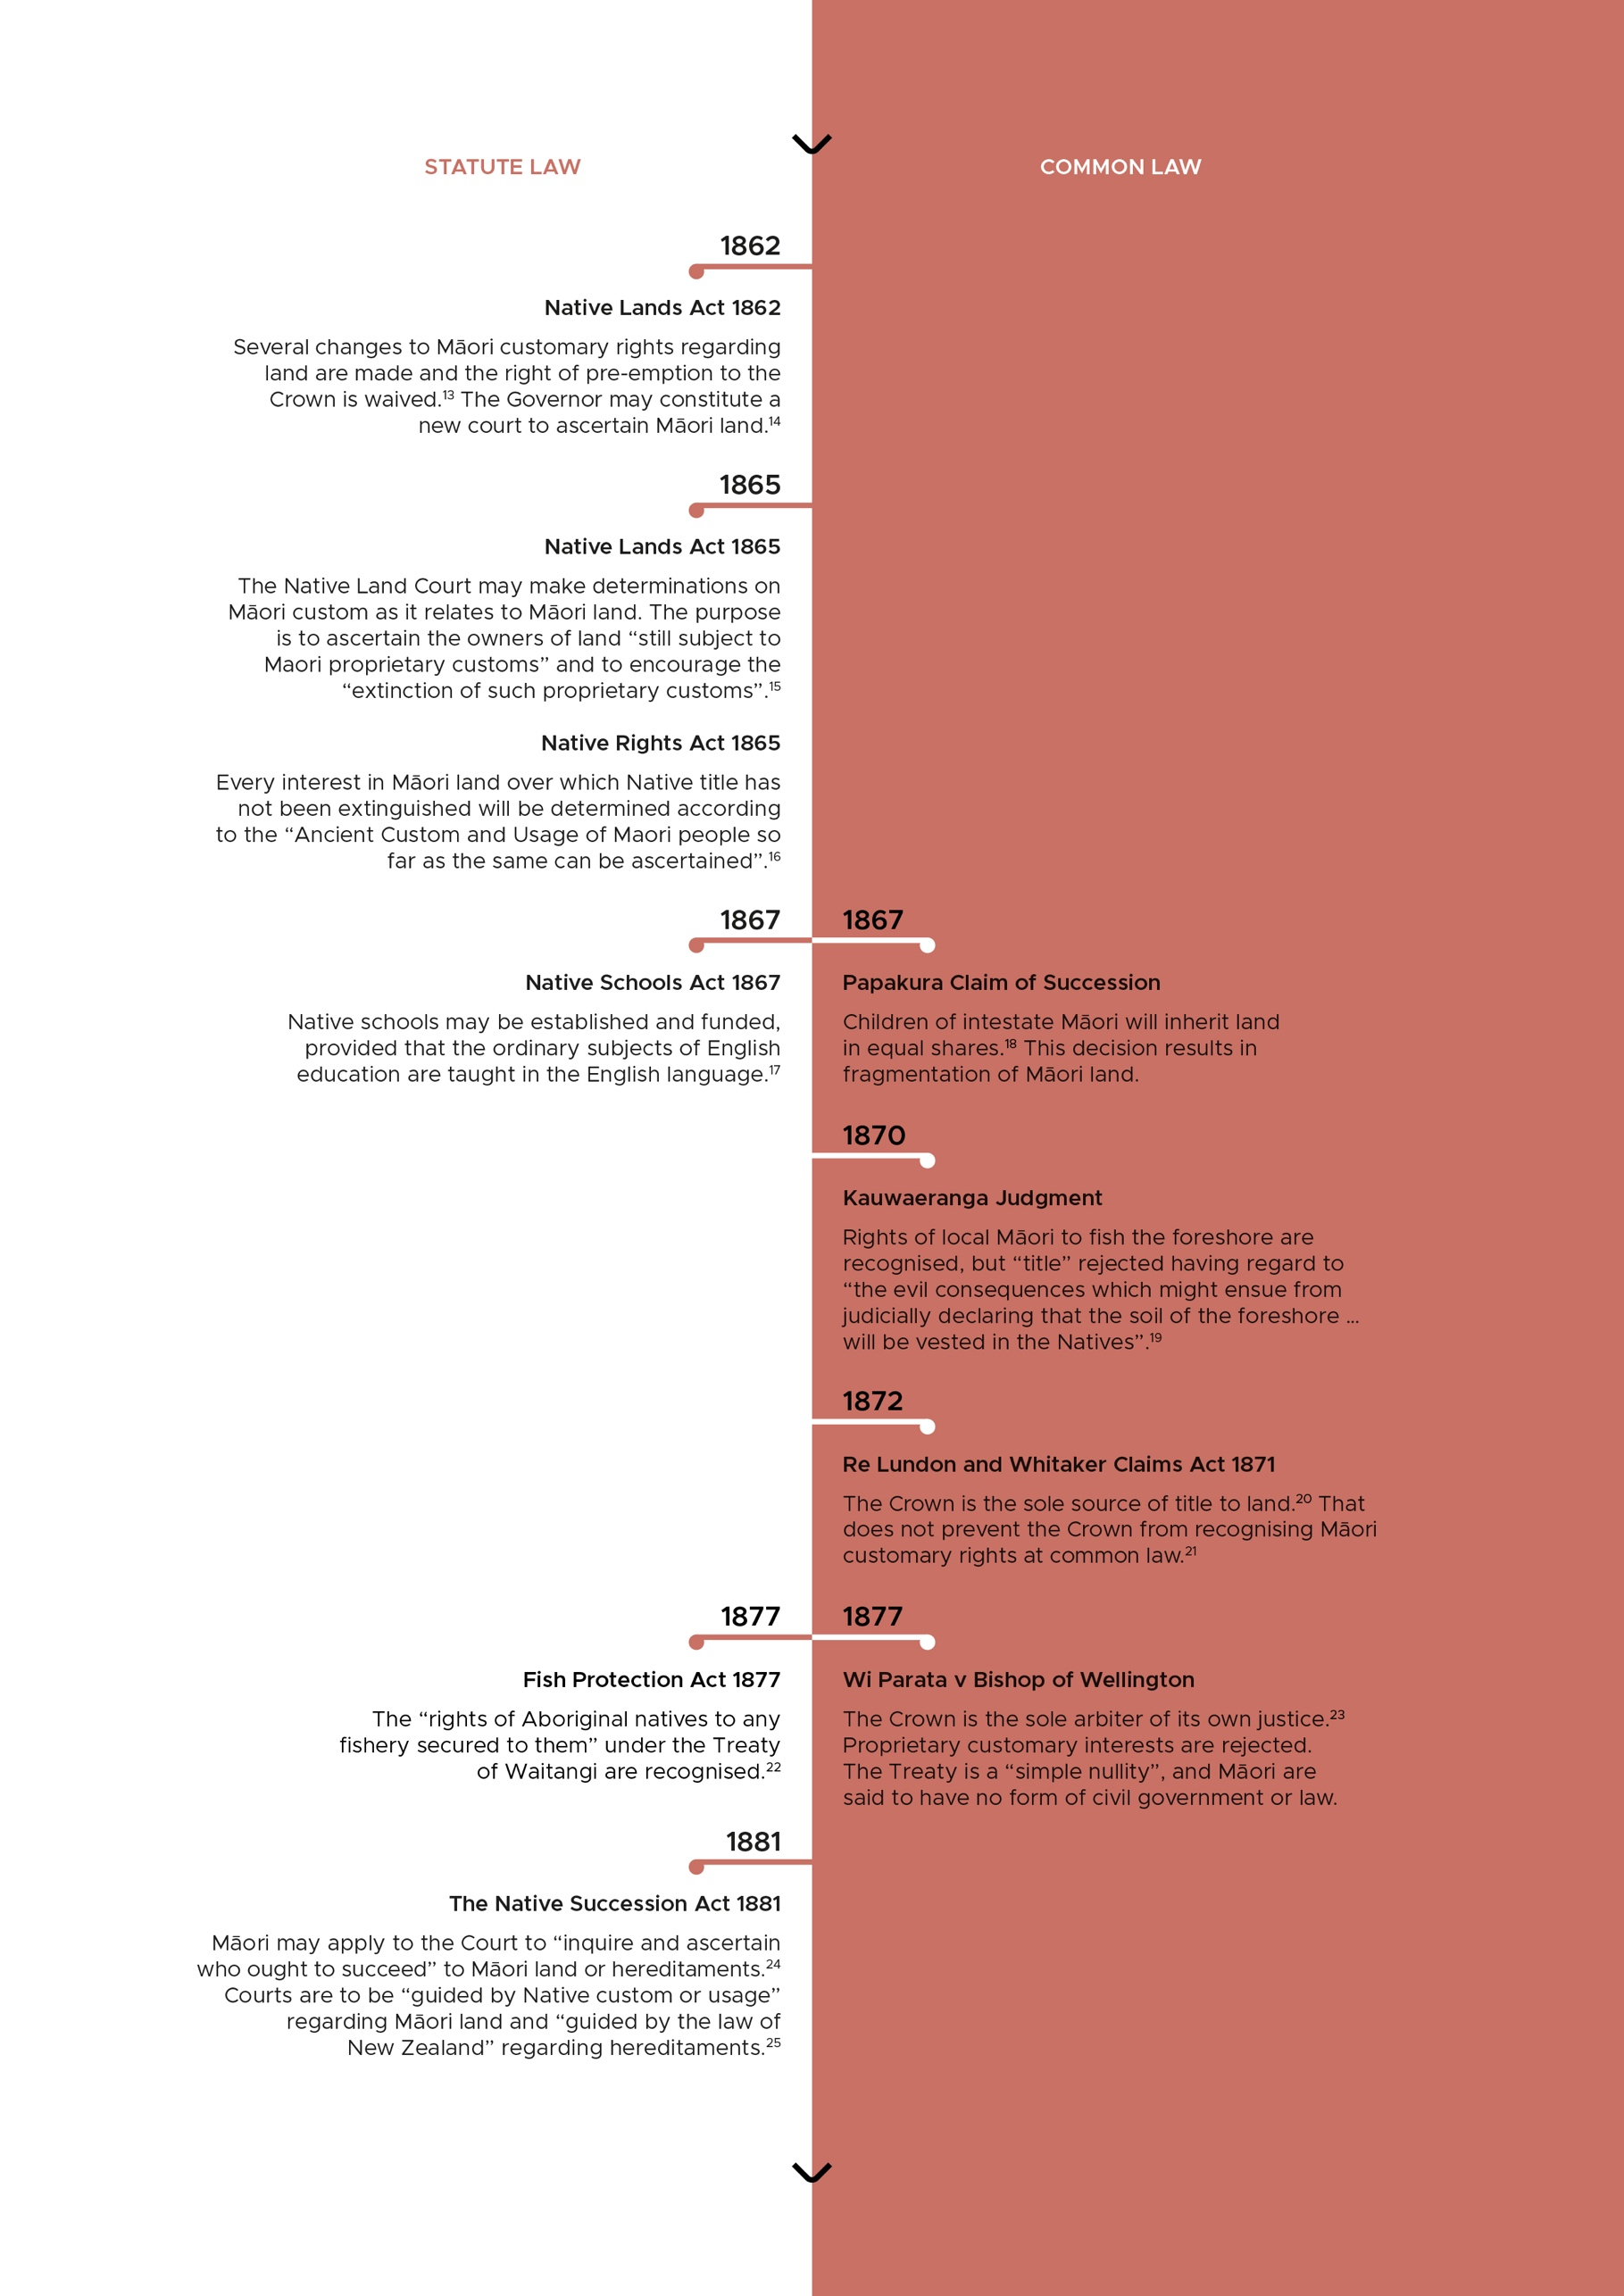 STATUTE LAW
COMMON LAW
1862
Native Lands Act 1862
Several changes to Māori customary rights regarding
land are made and the right of pre-emption to the
Crown is waived.13 The Governor may constitute a
new court to ascertain Māori land.14
1865
Native Lands Act 1865
The Native Land Court may make determinations on
Māori custom as it relates to Māori land. The purpose
is to ascertain the owners of land “still subject to
Maori proprietary customs” and to encourage the
“extinction of such proprietary customs”.15
Native Rights Act 1865
Every interest in Māori land over which Native title has
not been extinguished will be determined according
to the “Ancient Custom and Usage of Maori people so
far as the same can be ascertained”.16
1867
Native Schools Act 1867
Native schools may be established and funded,
provided that the ordinary subjects of English
education are taught in the English language.17
1867
Papakura Claim of Succession
Children of intestate Māori will inherit land
in equal shares.18 This decision results in
fragmentation of Māori land.
1870
Kauwaeranga Judgment
Rights of local Māori to fish the foreshore are
recognised, but “title” rejected having regard to
“the evil consequences which might ensue from
judicially declaring that the soil of the foreshore ...
will be vested in the Natives”.19
1872
Re Lundon and Whitaker Claims Act 1871
The Crown is the sole source of title to land.20 That
does not prevent the Crown from recognising Māori
customary rights at common law.21
1877
Fish Protection Act 1877
The “rights of Aboriginal natives to any
fishery secured to them” under the Treaty
of Waitangi are recognised.22
1877
Wi Parata v Bishop of Wellington
The Crown is the sole arbiter of its own justice.23
Proprietary customary interests are rejected.
The Treaty is a “simple nullity”, and Māori are
said to have no form of civil government or law.
1881
The Native Succession Act 1881
Māori may apply to the Court to “inquire and ascertain
who ought to succeed” to Māori land or hereditaments.24
Courts are to be “guided by Native custom or usage”
regarding Māori land and “guided by the law of
New Zealand” regarding hereditaments.25